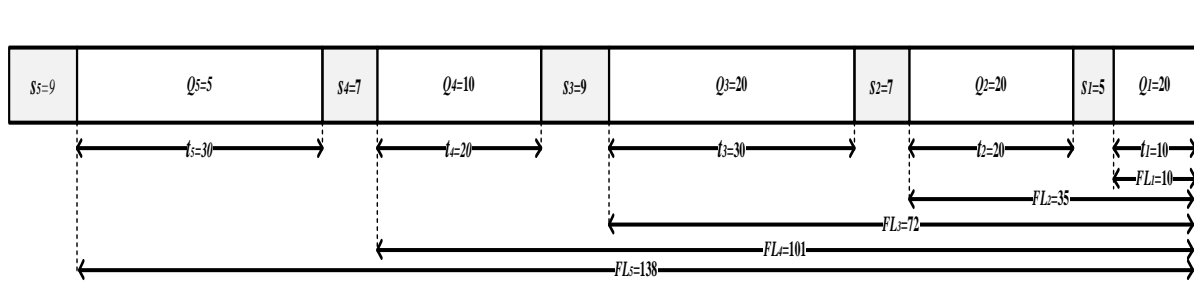 S5=9 Q5=5 S4=7 Q4=10 S3=9 Q3=20 S2=7 Q2=20 S1=5 Q1=20
t5=30 t4=20 t3=30 t2=20 t1=10
FL1=10
FL2=35
FL3=72
FL4=101
FL5=138